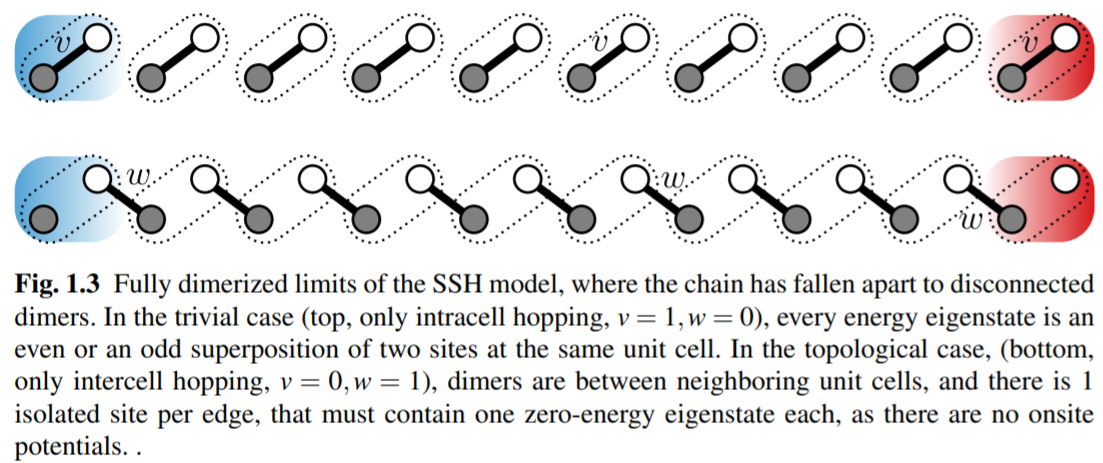 v v v
w w w
Fig. 1.3 Fully dimerized limits of the SSH model, where the chain has fallen apart to disconnected
dimers. In the trivial case (top, only intracell hopping, v = 1, w = 0), every energy eigenstate is an
even or an odd superposition of two sites at the same unit cell. In the topological case, (bottom,
only intercell hopping, v = 0, w = 1), dimers are between neighboring unit cells, and there is 1
isolated site per edge, that must contain one zero-energy eigenstate each, as there are no onsite
potentials. .